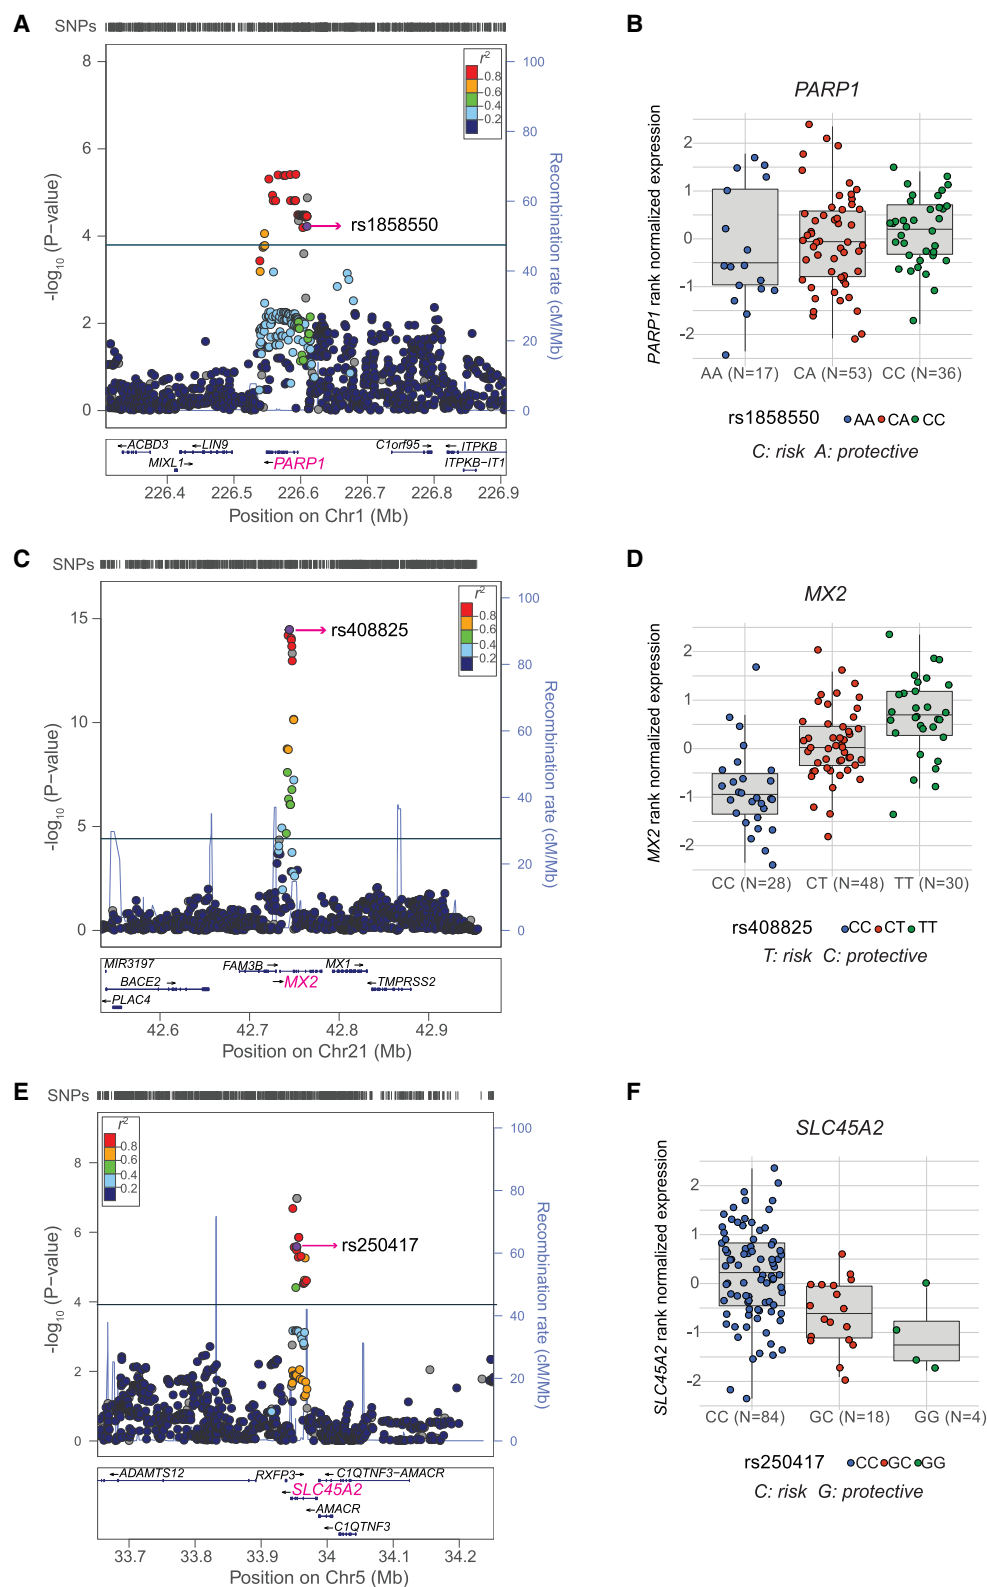 A
SNPs
r²
0.8
0.6
0.4
0.2
rs1858550
-log10 (P−value)
8
6
4
2
0
100
80
60
40
20
0
Recombination rate (cM/Mb)
ACBD3
LIN9
C1orf95
ITPKB
MIXL1
PARP1
ITPKB−IT1
226.4 226.5 226.6 226.7 226.8 226.9
Position on Chr1 (Mb)
B
PARP1
PARP1 rank normalized expression
2
1
0
-1
-2
AA (N=17) CA (N=53) CC (N=36)
rs1858550 AA CA CC
C: risk A: protective
C
SNPs
r²
0.8
0.6
0.4
0.2
rs408825
-log10 (P−value)
15
10
5
0
100
80
60
40
20
0
Recombination rate (cM/Mb)
MIR3197
FAM3B
MX1
BACE2
MX2
TMPRSS2
PLAC4
42.6 42.7 42.8 42.9
Position on Chr21 (Mb)
D
MX2
MX2 rank normalized expression
2
1
0
-1
-2
CC (N=28) CT (N=48) TT (N=30)
rs408825 CC CT TT
T: risk C: protective
E
SNPs
r²
0.8
0.6
0.4
0.2
rs250417
-log10 (P−value)
8
6
4
2
0
100
80
60
40
20
0
Recombination rate (cM/Mb)
ADAMTS12
RXFP3
C1QTNF3−AMACR
SLC45A2
AMACR
C1QTNF3
33.7 33.8 33.9 34 34.1 34.2
Position on Chr5 (Mb)
F
SLC45A2
SLC45A2 rank normalized expression
2
1
0
-1
-2
CC (N=84) GC (N=18) GG (N=4)
rs250417 CC GC GG
C: risk G: protective